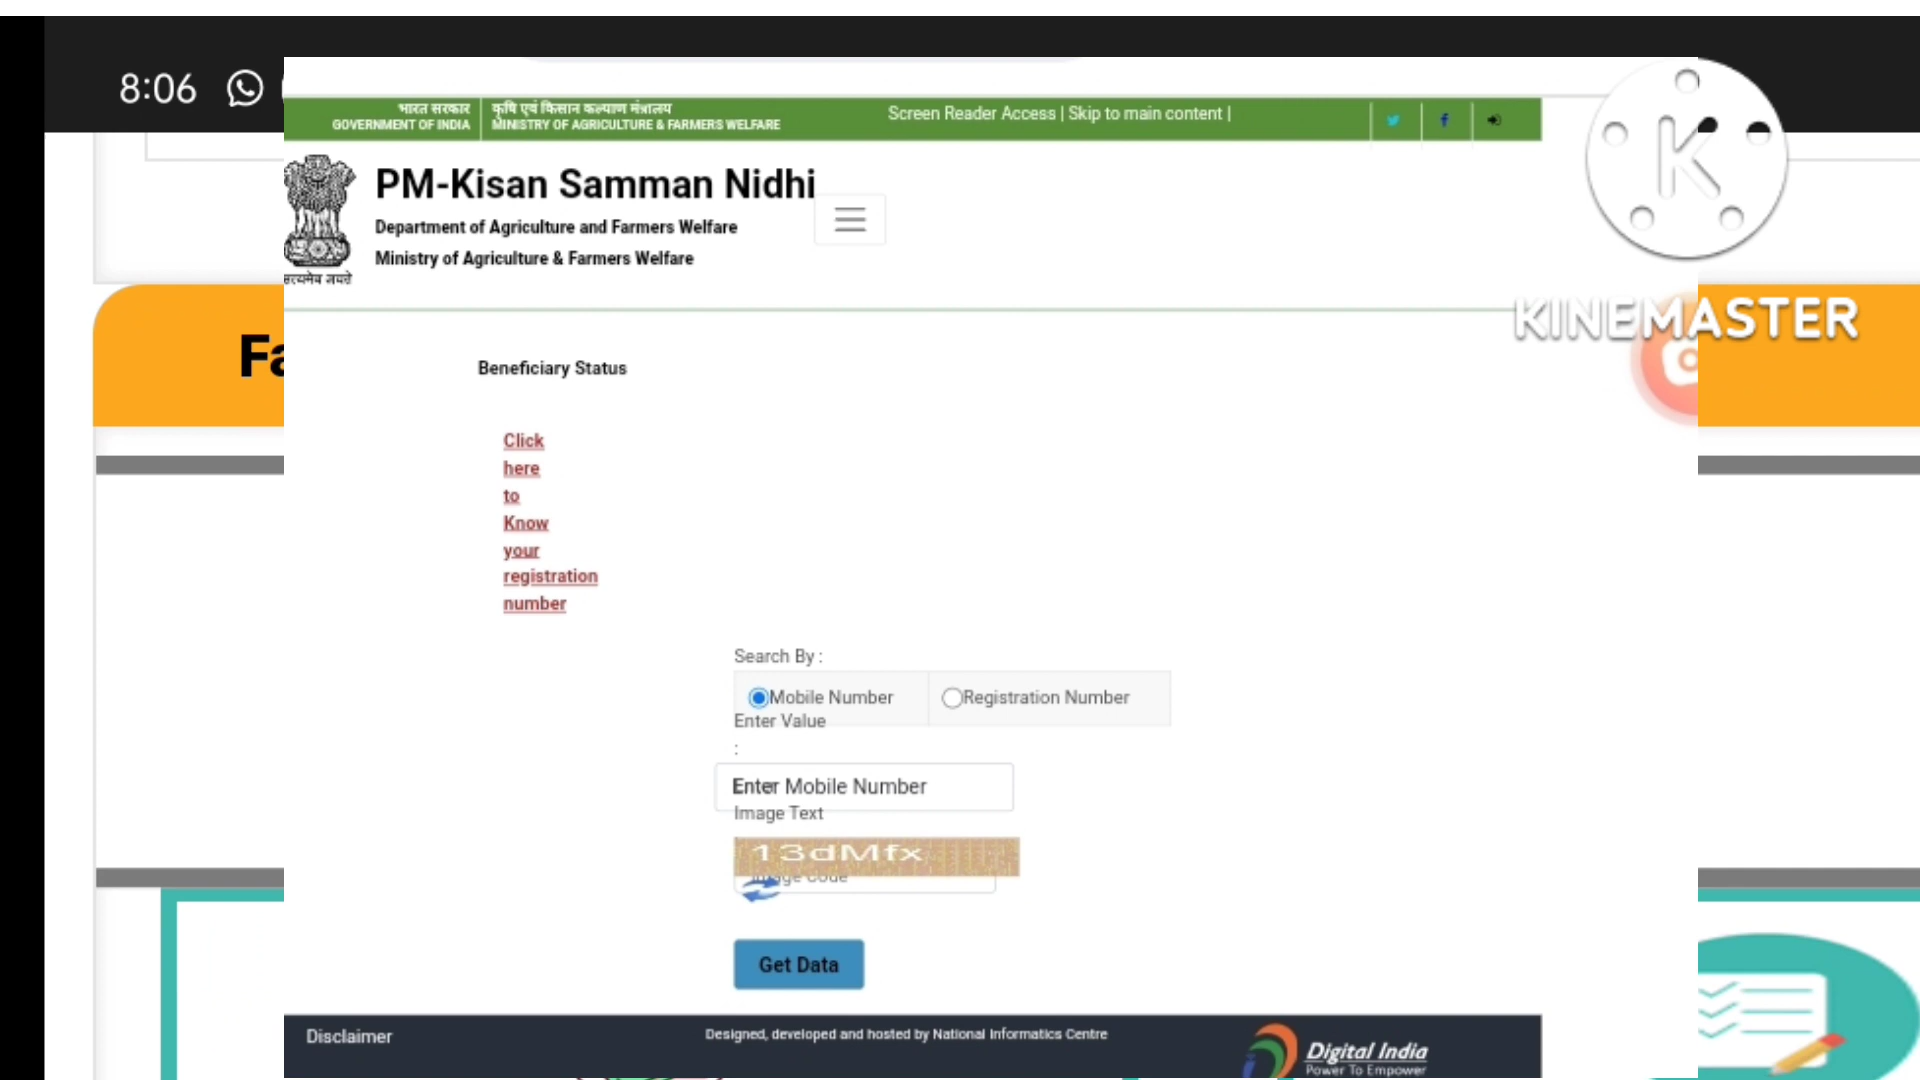 8:06
भारत सरकार
GOVERNMENT OF INDIA
कृषि एवं किसान कल्याण मंत्रालय
MINISTRY OF AGRICULTURE & FARMERS WELFARE
Screen Reader Access | Skip to main content |
PM-Kisan Samman Nidhi
Department of Agriculture and Farmers Welfare
Ministry of Agriculture & Farmers Welfare
सत्यमेव जयते
K
KINEMASTER
Fa
Beneficiary Status
Click
here
to
Know
your
registration
number
Search By :
Mobile Number
Registration Number
Enter Value
:
Enter Mobile Number
Image Text
13dMfx
Image Code
Get Data
Disclaimer
Designed, developed and hosted by National Informatics Centre
Digital India
Power To Empower